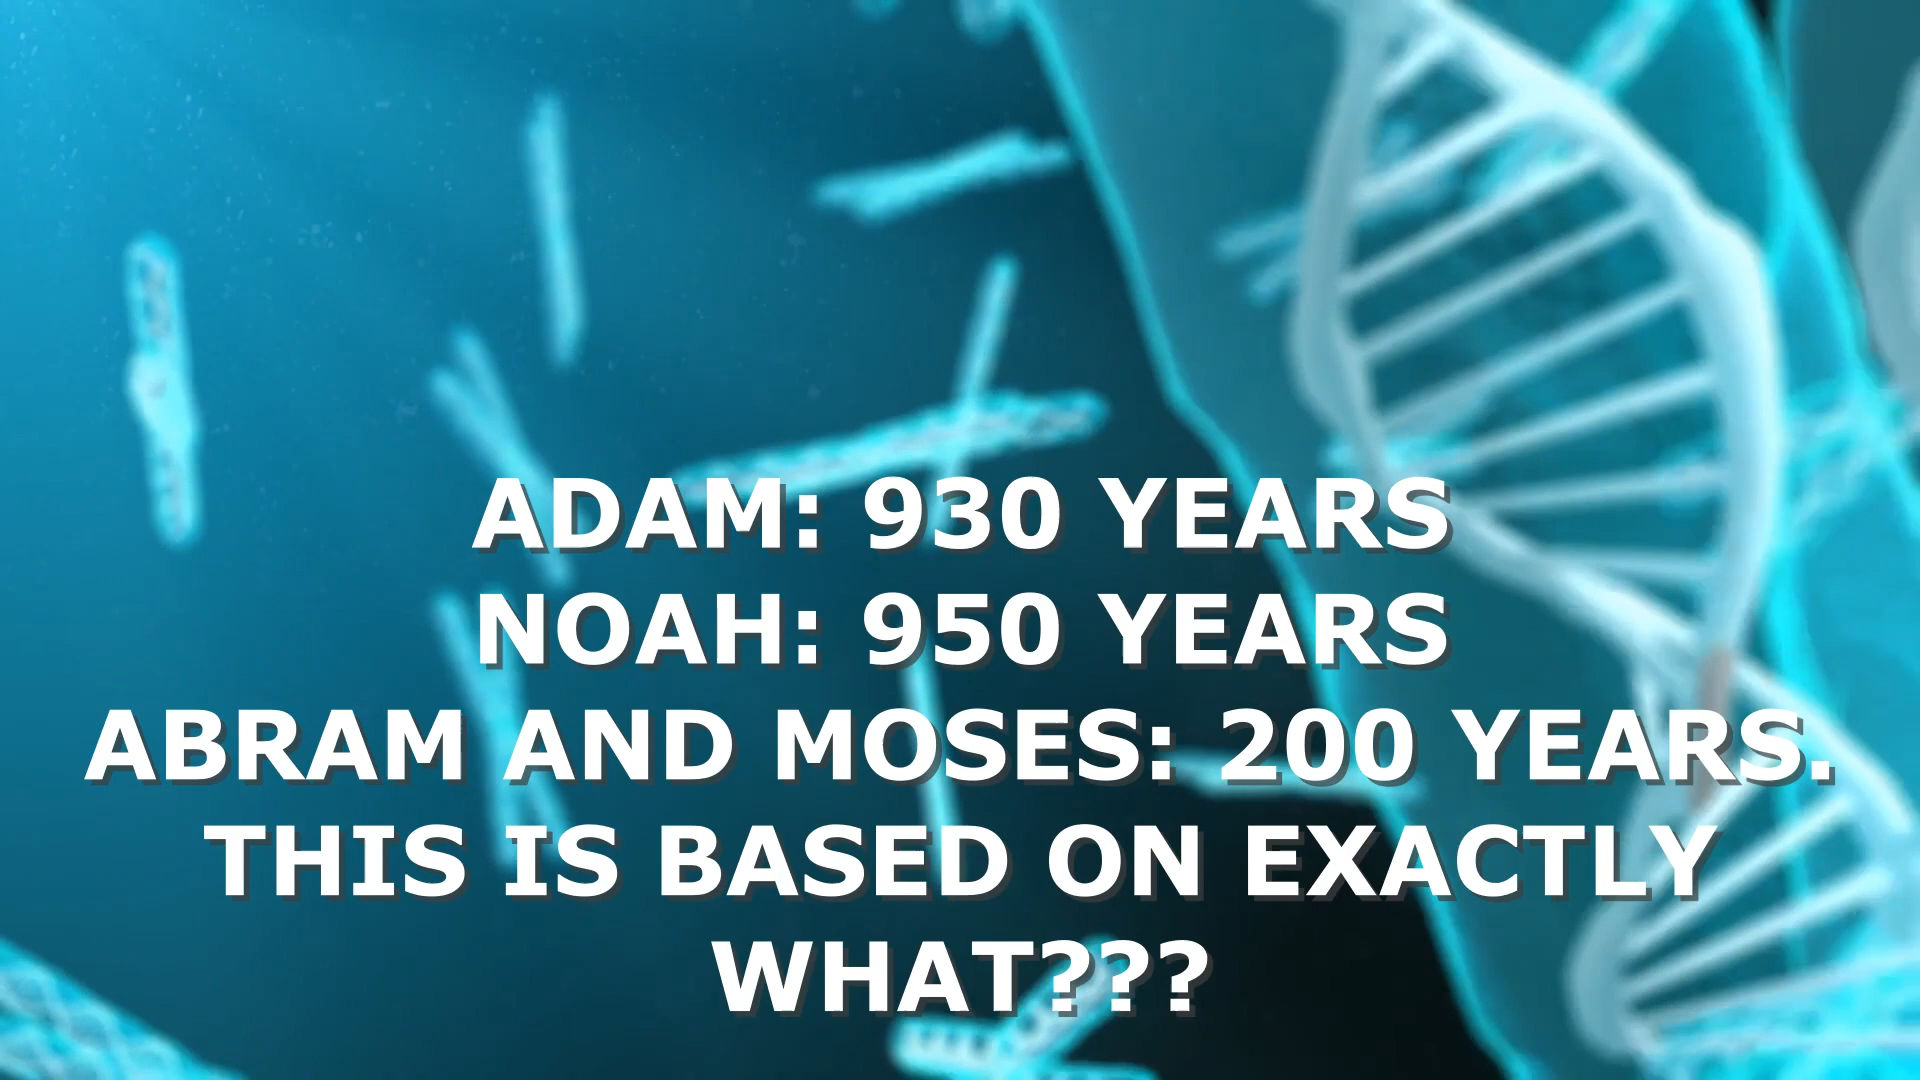 ADAM: 930 YEARS
NOAH: 950 YEARS
ABRAM AND MOSES: 200 YEARS.
THIS IS BASED ON EXACTLY
WHAT???